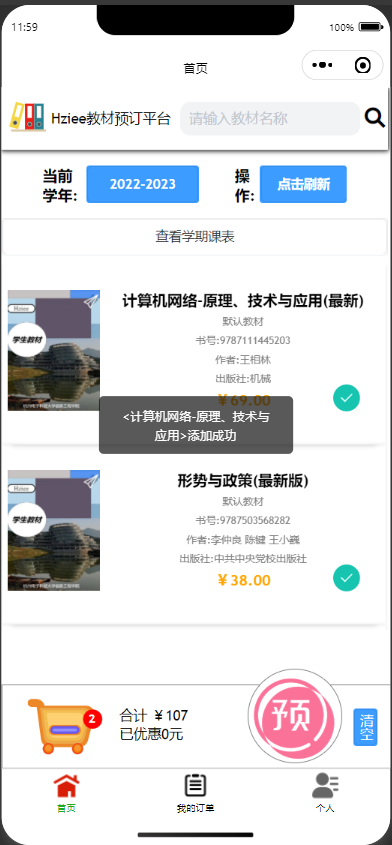 11:59
100%
首页
Hziee教材预订平台
请输入教材名称
当前
学年:
2022-2023
操
作:
点击刷新
查看学期课表
计算机网络-原理、技术与应用(最新)
默认教材
书号:9787111445203
作者:王相林
出版社:机械
￥69.00
Hziee
学生教材
<计算机网络-原理、技术与
应用>添加成功
形势与政策(最新版)
默认教材
书号:9787503568282
作者:李仲良 陈键 王小巍
出版社:中共中央党校出版社
￥38.00
Hziee
学生教材
2
合计 ￥107
已优惠0元
预
清
空
首页
我的订单
个人